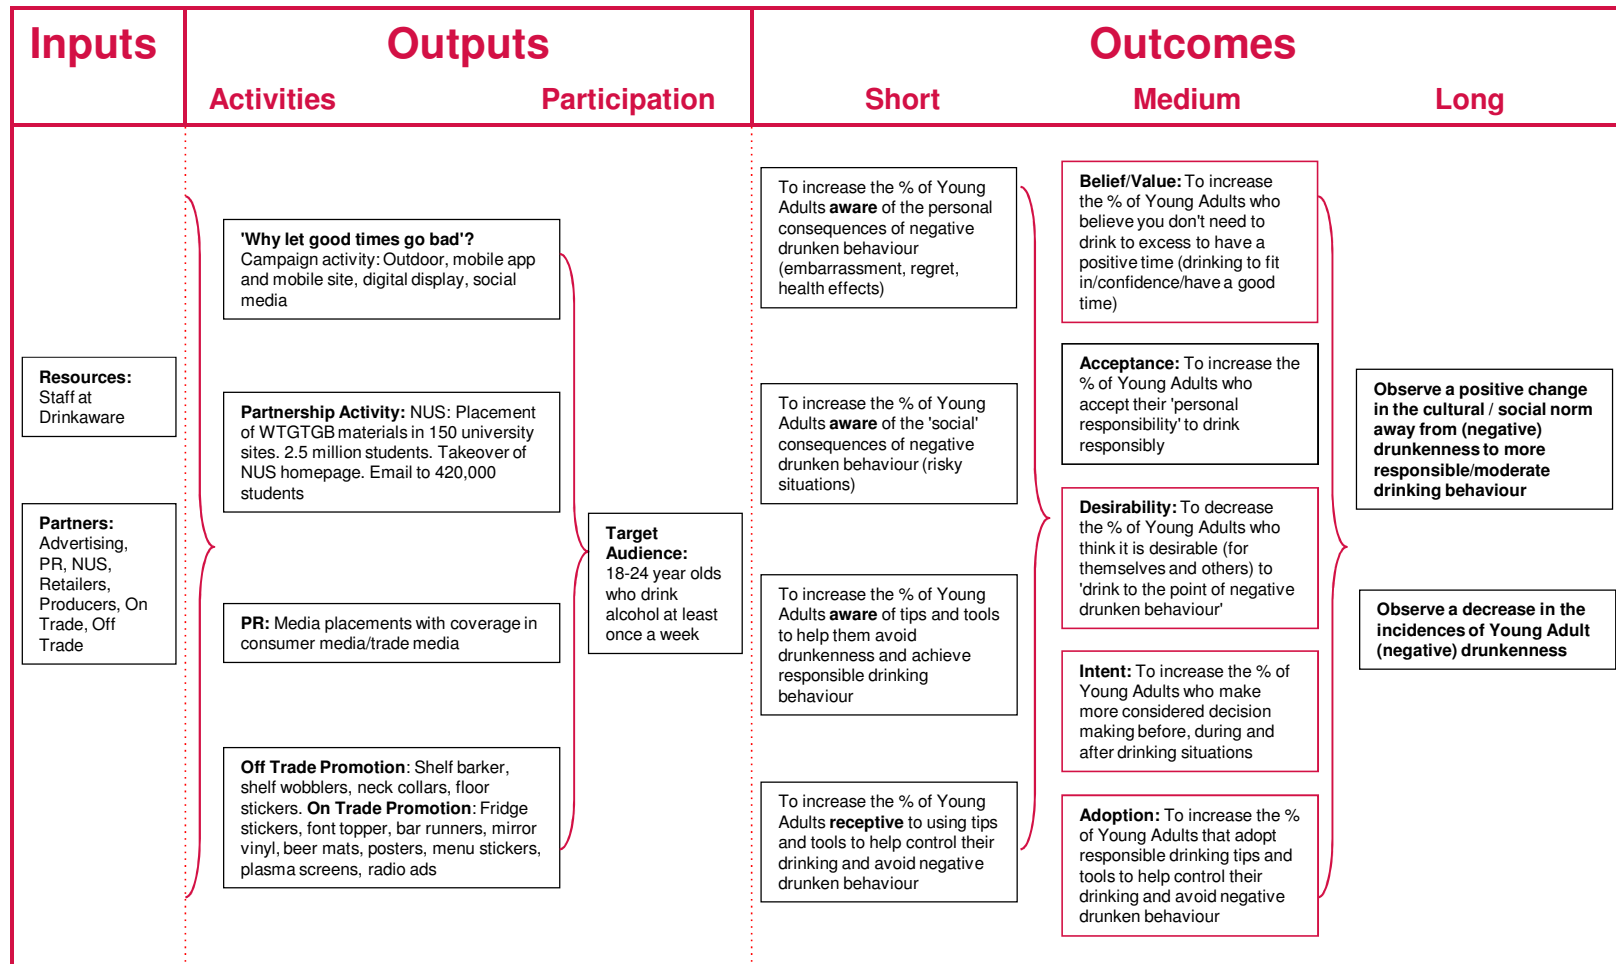 Inputs
Outputs
Outcomes
Activities
Participation
Short
Medium
Long
Resources:
Staff at
Drinkaware
Partners:
Advertising,
PR, NUS,
Retailers,
Producers, On
Trade, Off
Trade
'Why let good times go bad'?
Campaign activity: Outdoor, mobile app
and mobile site, digital display, social
media
Partnership Activity: NUS: Placement
of WTGTGB materials in 150 university
sites. 2.5 million students. Takeover of
NUS homepage. Email to 420,000
students
PR: Media placements with coverage in
consumer media/trade media
Off Trade Promotion: Shelf barker,
shelf wobblers, neck collars, floor
stickers. On Trade Promotion: Fridge
stickers, font topper, bar runners, mirror
vinyl, beer mats, posters, menu stickers,
plasma screens, radio ads
Target
Audience:
18-24 year olds
who drink
alcohol at least
once a week
To increase the % of Young
Adults aware of the personal
consequences of negative
drunken behaviour
(embarrassment, regret,
health effects)
To increase the % of Young
Adults aware of the 'social'
consequences of negative
drunken behaviour (risky
situations)
To increase the % of Young
Adults aware of tips and tools
to help them avoid
drunkenness and achieve
responsible drinking
behaviour
To increase the % of Young
Adults receptive to using tips
and tools to help control their
drinking and avoid negative
drunken behaviour
Belief/Value: To increase
the % of Young Adults who
believe you don't need to
drink to excess to have a
positive time (drinking to fit
in/confidence/have a good
time)
Acceptance: To increase the
% of Young Adults who
accept their 'personal
responsibility' to drink
responsibly
Desirability: To decrease
the % of Young Adults who
think it is desirable (for
themselves and others) to
'drink to the point of negative
drunken behaviour'
Intent: To increase the % of
Young Adults who make
more considered decision
making before, during and
after drinking situations
Adoption: To increase the %
of Young Adults that adopt
responsible drinking tips and
tools to help control their
drinking and avoid negative
drunken behaviour
Observe a positive change
in the cultural / social norm
away from (negative)
drunkenness to more
responsible/moderate
drinking behaviour
Observe a decrease in the
incidences of Young Adult
(negative) drunkenness